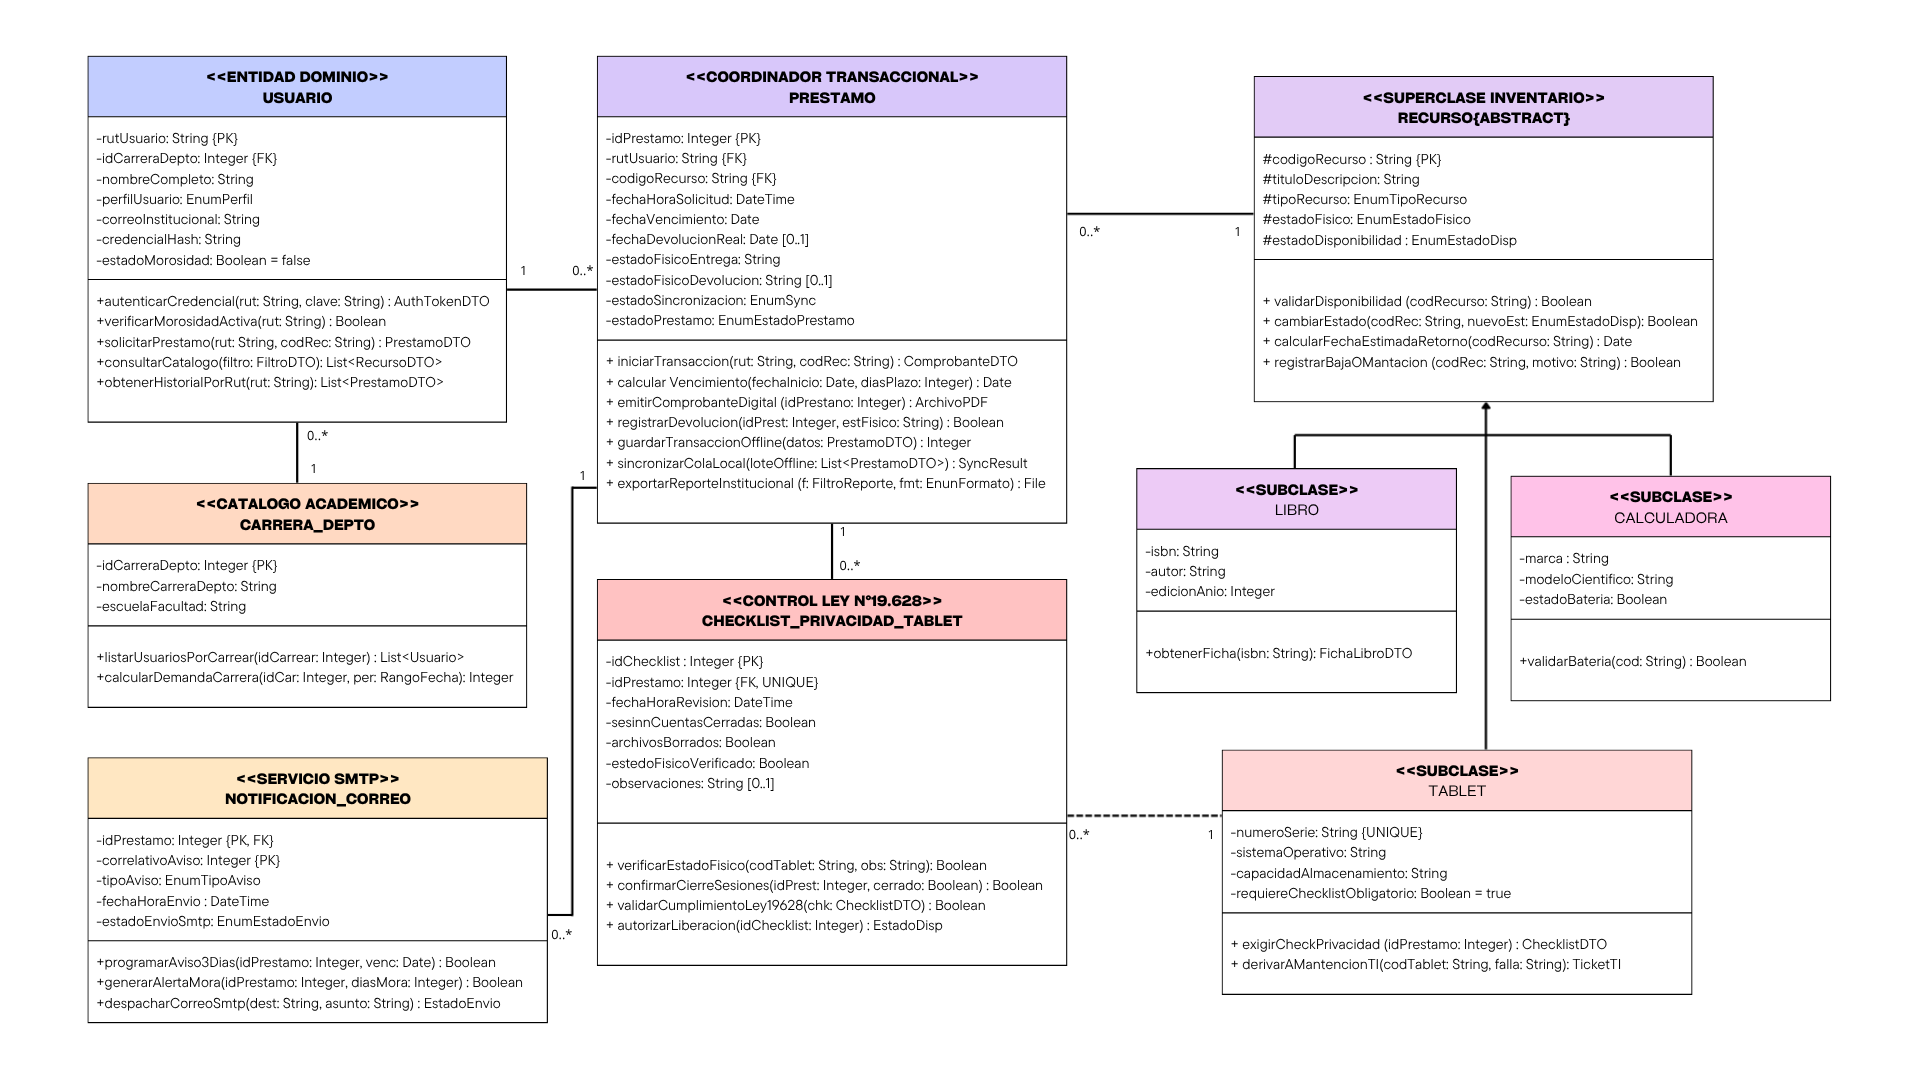 <<ENTIDAD DOMINIO>>
USUARIO
-rutUsuario: String {PK}
-idCarreraDepto: Integer {FK}
-nombreCompleto: String
-perfilUsuario: EnumPerfil
-correoInstitucional: String
-credencialHash: String
-estadoMorosidad: Boolean = false
+autenticarCredencial(rut: String, clave: String) : AuthTokenDTO
+verificarMorosidadActiva(rut: String) : Boolean
+solicitarPrestamo(rut: String, codRec: String) : PrestamoDTO
+consultarCatalogo(filtro: FiltroDTO): List<RecursoDTO>
+obtenerHistorialPorRut(rut: String): List<PrestamoDTO>
1
0..*
0..*
1
<<CATALOGO ACADEMICO>>
CARRERA_DEPTO
-idCarreraDepto: Integer {PK}
-nombreCarreraDepto: String
-escuelaFacultad: String
+listarUsuariosPorCarrear(idCarrear: Integer) : List<Usuario>
+calcularDemandaCarrera(idCar: Integer, per: RangoFecha): Integer
<<SERVICIO SMTP>>
NOTIFICACION_CORREO
-idPrestamo: Integer {PK, FK}
-correlativoAviso: Integer {PK}
-tipoAviso: EnumTipoAviso
-fechaHoraEnvio : DateTime
-estadoEnvioSmtp: EnumEstadoEnvio
+programarAviso3Dias(idPrestamo: Integer, venc: Date) : Boolean
+generarAlertaMora(idPrestamo: Integer, diasMora: Integer) : Boolean
+despacharCorreoSmtp(dest: String, asunto: String) : EstadoEnvio
1
0..*
<<COORDINADOR TRANSACCIONAL>>
PRESTAMO
-idPrestamo: Integer {PK}
-rutUsuario: String {FK}
-codigoRecurso: String {FK}
-fechaHoraSolicitud: DateTime
-fechaVencimiento: Date
-fechaDevolucionReal: Date [0..1]
-estadoFisicoEntrega: String
-estadoFisicoDevolucion: String [0..1]
-estadoSincronizacion: EnumSync
-estadoPrestamo: EnumEstadoPrestamo
+ iniciarTransaccion(rut: String, codRec: String) : ComprobanteDTO
+ calcular Vencimiento(fechaInicio: Date, diasPlazo: Integer) : Date
+ emitirComprobanteDigital (idPrestano: Integer) : ArchivoPDF
+ registrarDevolucion(idPrest: Integer, estFisico: String) : Boolean
+ guardarTransaccionOffline(datos: PrestamoDTO) : Integer
+ sincronizarColaLocal(loteOffline: List<PrestamoDTO>) : SyncResult
+ exportarReporteInstitucional (f: FiltroReporte, fmt: EnunFormato) : File
1
0..*
<<CONTROL LEY N°19.628>>
CHECKLIST_PRIVACIDAD_TABLET
-idChecklist : Integer {PK}
-idPrestamo: Integer {FK, UNIQUE}
-fechaHoraRevision: DateTime
-sesinnCuentasCerradas: Boolean
-archivosBorrados: Boolean
-estedoFisicoVerificado: Boolean
-observaciones: String [0..1]
+ verificarEstadoFisico(codTablet: String, obs: String): Boolean
+ confirmarCierreSesiones(idPrest: Integer, cerrado: Boolean) : Boolean
+ validarCumplimientoLey19628(chk: ChecklistDTO) : Boolean
+ autorizarLiberacion(idChecklist: Integer) : EstadoDisp
0..*
1
<<SUPERCLASE INVENTARIO>>
RECURSO{ABSTRACT}
#codigoRecurso : String {PK}
#tituloDescripcion: String
#tipoRecurso: EnumTipoRecurso
#estadoFisico: EnumEstadoFisico
#estadoDisponibilidad : EnumEstadoDisp
+ validarDisponibilidad (codRecurso: String) : Boolean
+ cambiarEstado(codRec: String, nuevoEst: EnumEstadoDisp): Boolean
+ calcularFechaEstimadaRetorno(codRecurso: String) : Date
+ registrarBajaOMantacion (codRec: String, motivo: String) : Boolean
<<SUBCLASE>>
LIBRO
-isbn: String
-autor: String
-edicionAnio: Integer
+obtenerFicha(isbn: String): FichaLibroDTO
<<SUBCLASE>>
CALCULADORA
-marca : String
-modeloCientifico: String
-estadoBateria: Boolean
+validarBateria(cod: String) : Boolean
0..*
1
<<SUBCLASE>>
TABLET
-numeroSerie: String {UNIQUE}
-sistemaOperativo: String
-capacidadAlmacenamiento: String
-requiereChecklistObligatorio: Boolean = true
+ exigirCheckPrivacidad (idPrestamo: Integer) : ChecklistDTO
+ derivarAMantencionTI(codTablet: String, falla: String): TicketTI